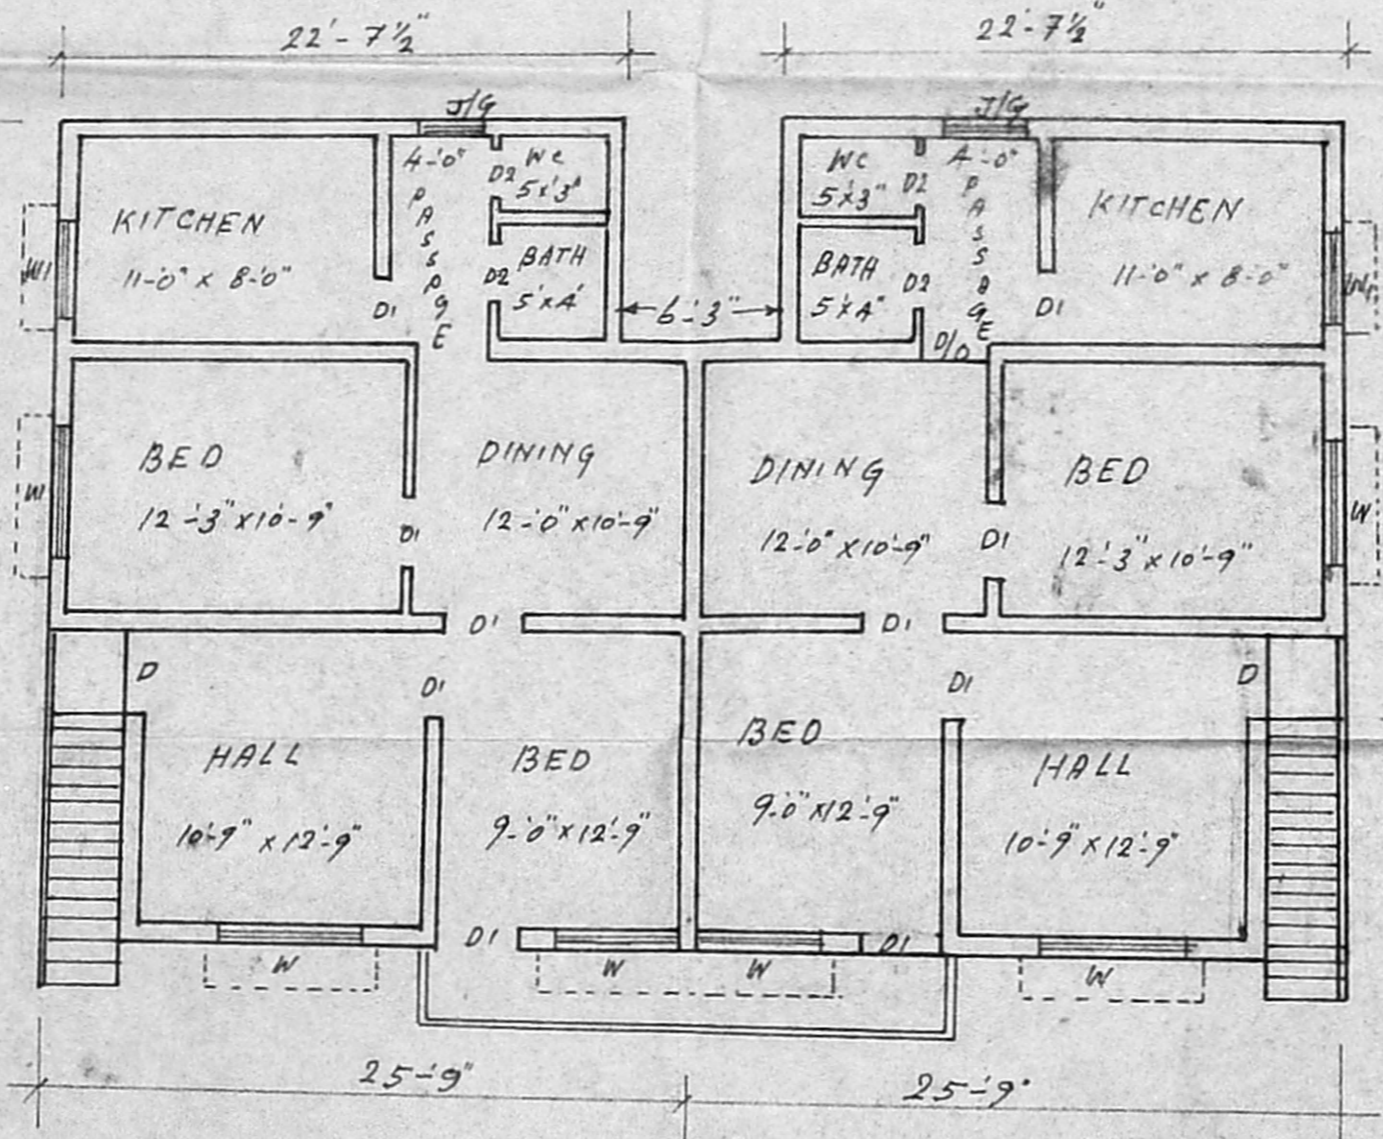 22'-7½"
22'-7½"
J/G
J/G
4-'0"
WC
5'x3"
D2
PASSAGE
KITCHEN
11-'0" x 8-'0"
W1
D1
D2
BATH
5'x4'
6'-3"
WC
5'x3"
D2
4-'0"
PASSAGE
BATH
5'x4"
D2
D/O
D1
KITCHEN
11-'0" x 8-'0"
BED
12-'3" x 10'-9"
W
D1
DINING
12-'0" x 10'-9"
DINING
12'-0" x 10'-9"
D1
BED
12'-3" x 10'-9"
W
D1
D1
D
D1
D1
D
HALL
10'-9" x 12'-9"
BED
9-'0" x 12'-9"
BED
9-'0" x 12-'9"
HALL
10'-9" x 12'-9"
D1
D1
W
W
W
W
25-'9"
25-'9"